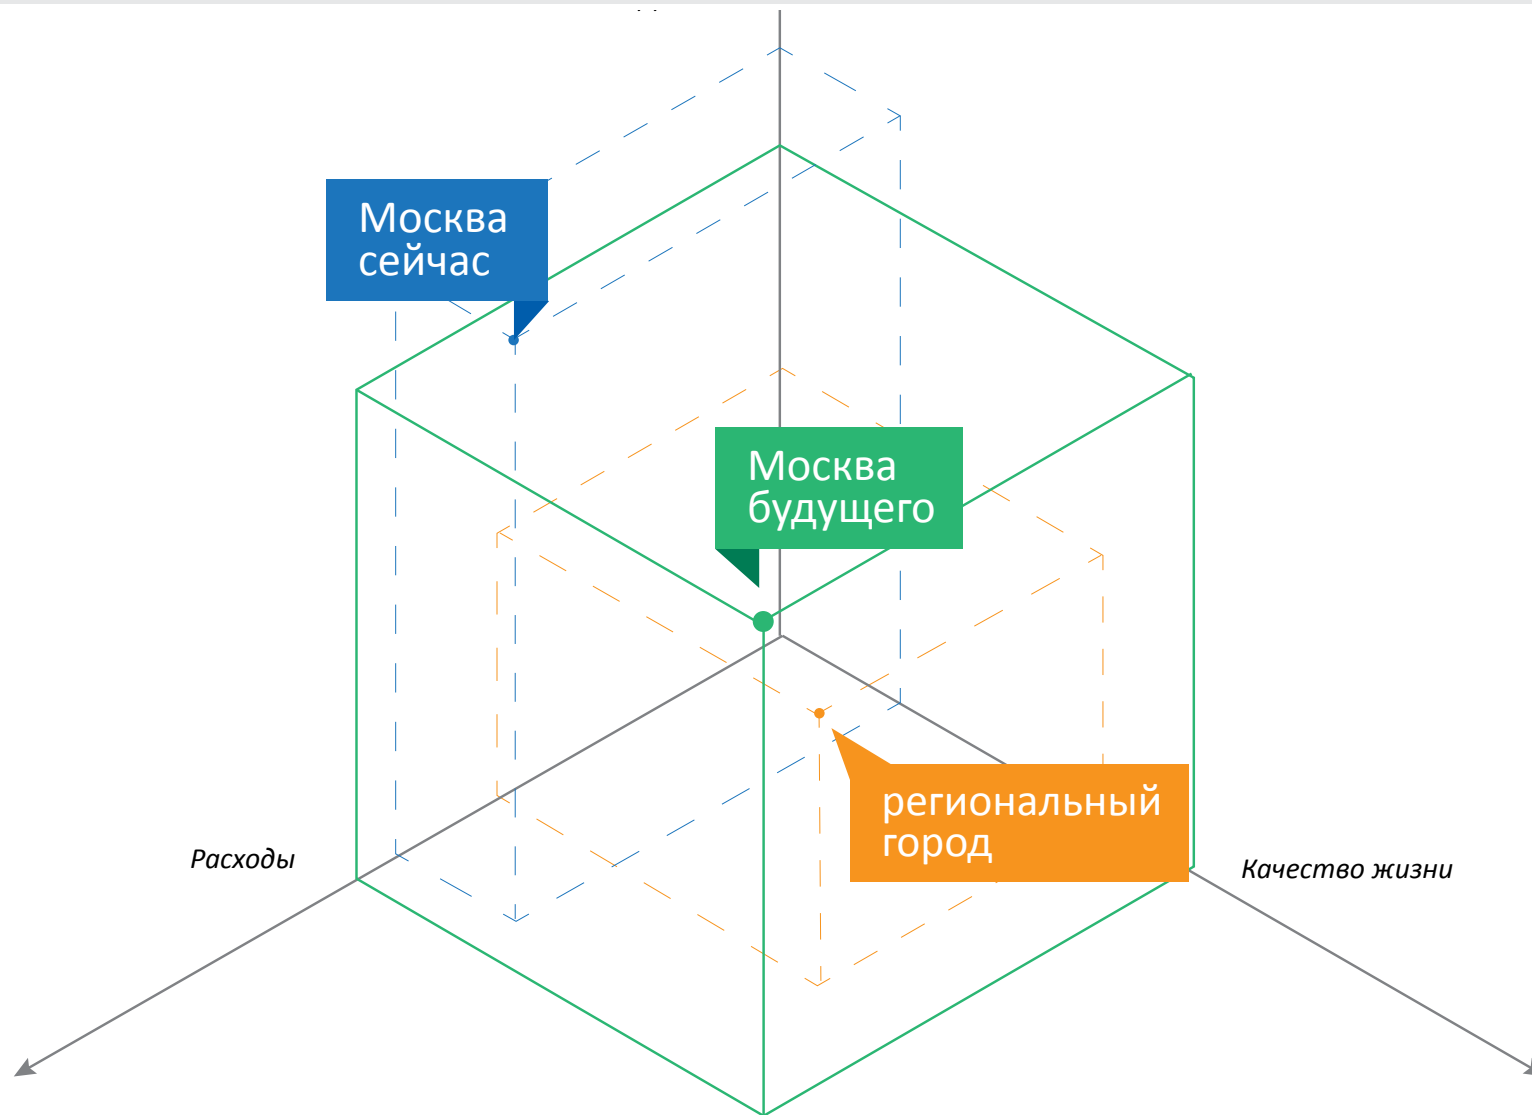 Москва
сейчас
Москва
будущего
региональный
город
Расходы
Качество жизни